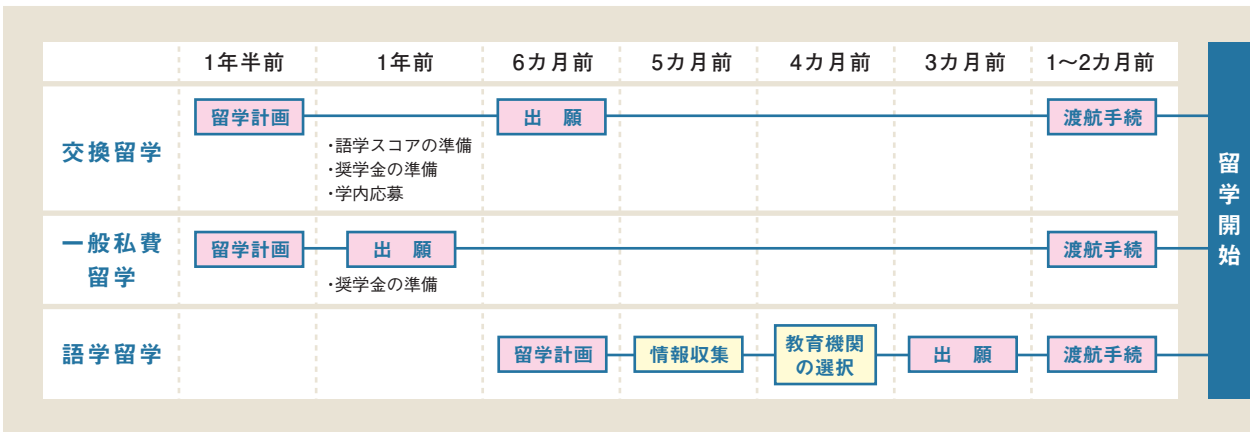 1年半前 1年前 6カ月前 5カ月前 4カ月前 3カ月前 1〜2カ月前
交換留学
留学計画 出　願 渡航手続
・語学スコアの準備
・奨学金の準備
・学内応募
一般私費
留学
留学計画 出　願 渡航手続
・奨学金の準備
語学留学
留学計画 情報収集 教育機関
の選択 出　願 渡航手続
留学開始